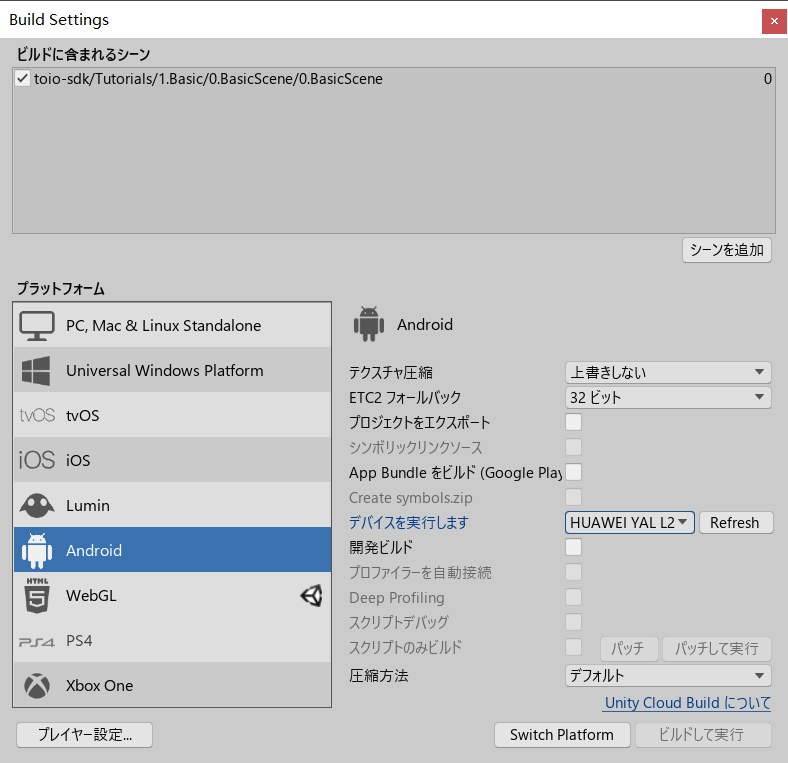 Build Settings
ビルドに含まれるシーン
toio-sdk/Tutorials/1.Basic/0.BasicScene/0.BasicScene 0
シーンを追加
プラットフォーム
PC, Mac & Linux Standalone
Universal Windows Platform
tvOS tvOS
iOS iOS
Lumin
Android
HTML 5 WebGL
PS4 PS4
Xbox One
Android
テクスチャ圧縮 上書きしない
ETC2 フォールバック 32 ビット
プロジェクトをエクスポート
シンボリックリンクソース
App Bundle をビルド (Google Play
Create symbols.zip
デバイスを実行します HUAWEI YAL L2 Refresh
開発ビルド
プロファイラーを自動接続
Deep Profiling
スクリプトデバッグ
スクリプトのみビルド パッチ パッチして実行
圧縮方法 デフォルト
Unity Cloud Build について
プレイヤー設定... Switch Platform ビルドして実行